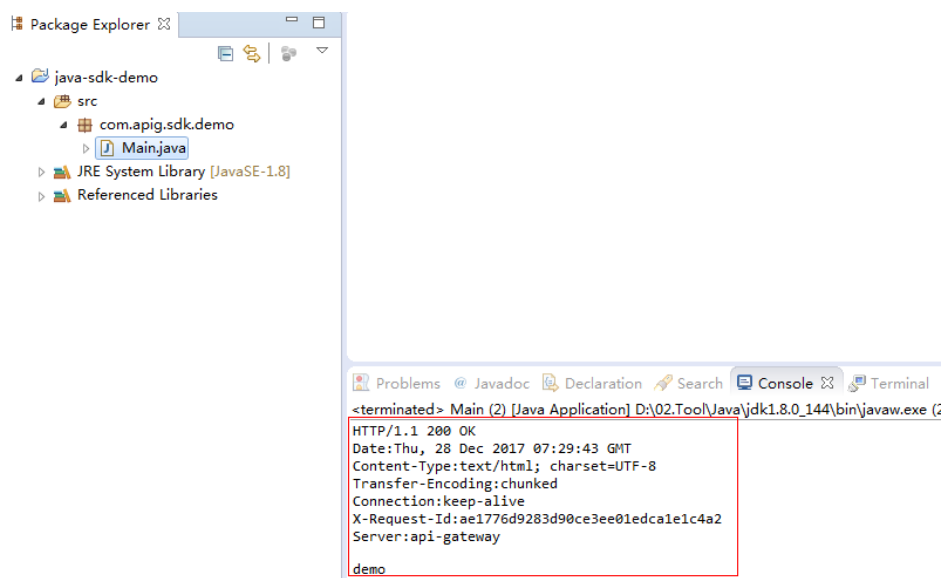 Package Explorer
java-sdk-demo
src
com.apig.sdk.demo
Main.java
JRE System Library [JavaSE-1.8]
Referenced Libraries
Problems @ Javadoc Declaration Search Console Terminal
<terminated> Main (2) [Java Application] D:\02.Tool\Java\jdk1.8.0_144\bin\javaw.exe (2
HTTP/1.1 200 OK
Date:Thu, 28 Dec 2017 07:29:43 GMT
Content-Type:text/html; charset=UTF-8
Transfer-Encoding:chunked
Connection:keep-alive
X-Request-Id:ae1776d9283d90ce3ee01edca1e1c4a2
Server:api-gateway
demo